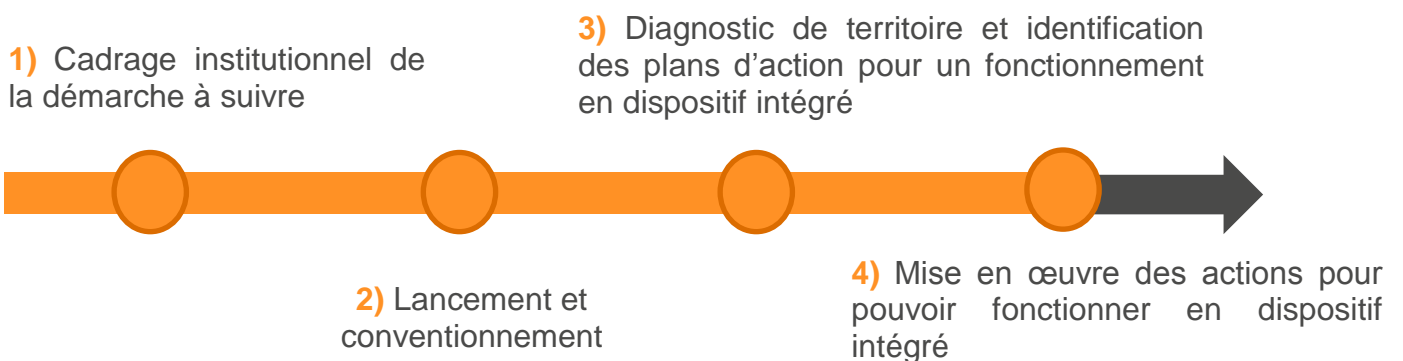 1) Cadrage institutionnel de
la démarche à suivre
2) Lancement et
conventionnement
3) Diagnostic de territoire et identification
des plans d’action pour un fonctionnement
en dispositif intégré
4) Mise en œuvre des actions pour
pouvoir fonctionner en dispositif
intégré